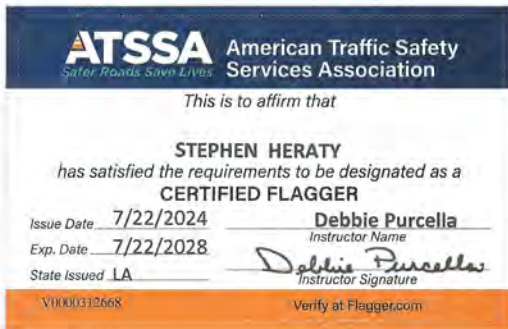 ATSSA American Traffic Safety
Safer Roads Save Lives Services Association
This is to affirm that
STEPHEN HERATY
has satisfied the requirements to be designated as a
CERTIFIED FLAGGER
Issue Date 7/22/2024 Debbie Purcella
Instructor Name
Exp. Date 7/22/2028 Debbie Purcella
State Issued LA Instructor Signature
V0000312668 Verify at Flagger.com